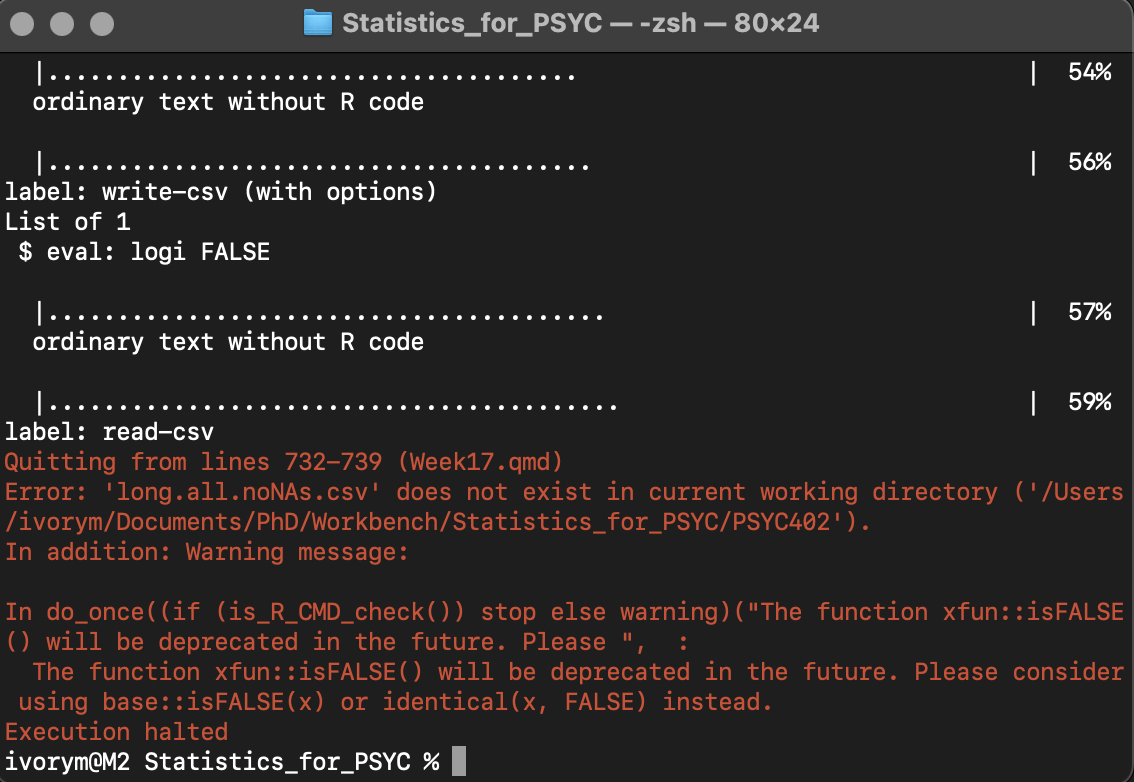 Statistics_for_PSYC — -zsh — 80×24
|...................................... | 54%
ordinary text without R code
|....................................... | 56%
label: write-csv (with options)
List of 1
$ eval: logi FALSE
|........................................ | 57%
ordinary text without R code
|......................................... | 59%
label: read-csv
Quitting from lines 732-739 (Week17.qmd)
Error: 'long.all.noNAs.csv' does not exist in current working directory ('/Users
/ivorym/Documents/PhD/Workbench/Statistics_for_PSYC/PSYC402').
In addition: Warning message:
In do_once((if (is_R_CMD_check()) stop else warning)("The function xfun::isFALSE
() will be deprecated in the future. Please ",  :
The function xfun::isFALSE() will be deprecated in the future. Please consider
using base::isFALSE(x) or identical(x, FALSE) instead.
Execution halted
ivorym@M2 Statistics_for_PSYC %